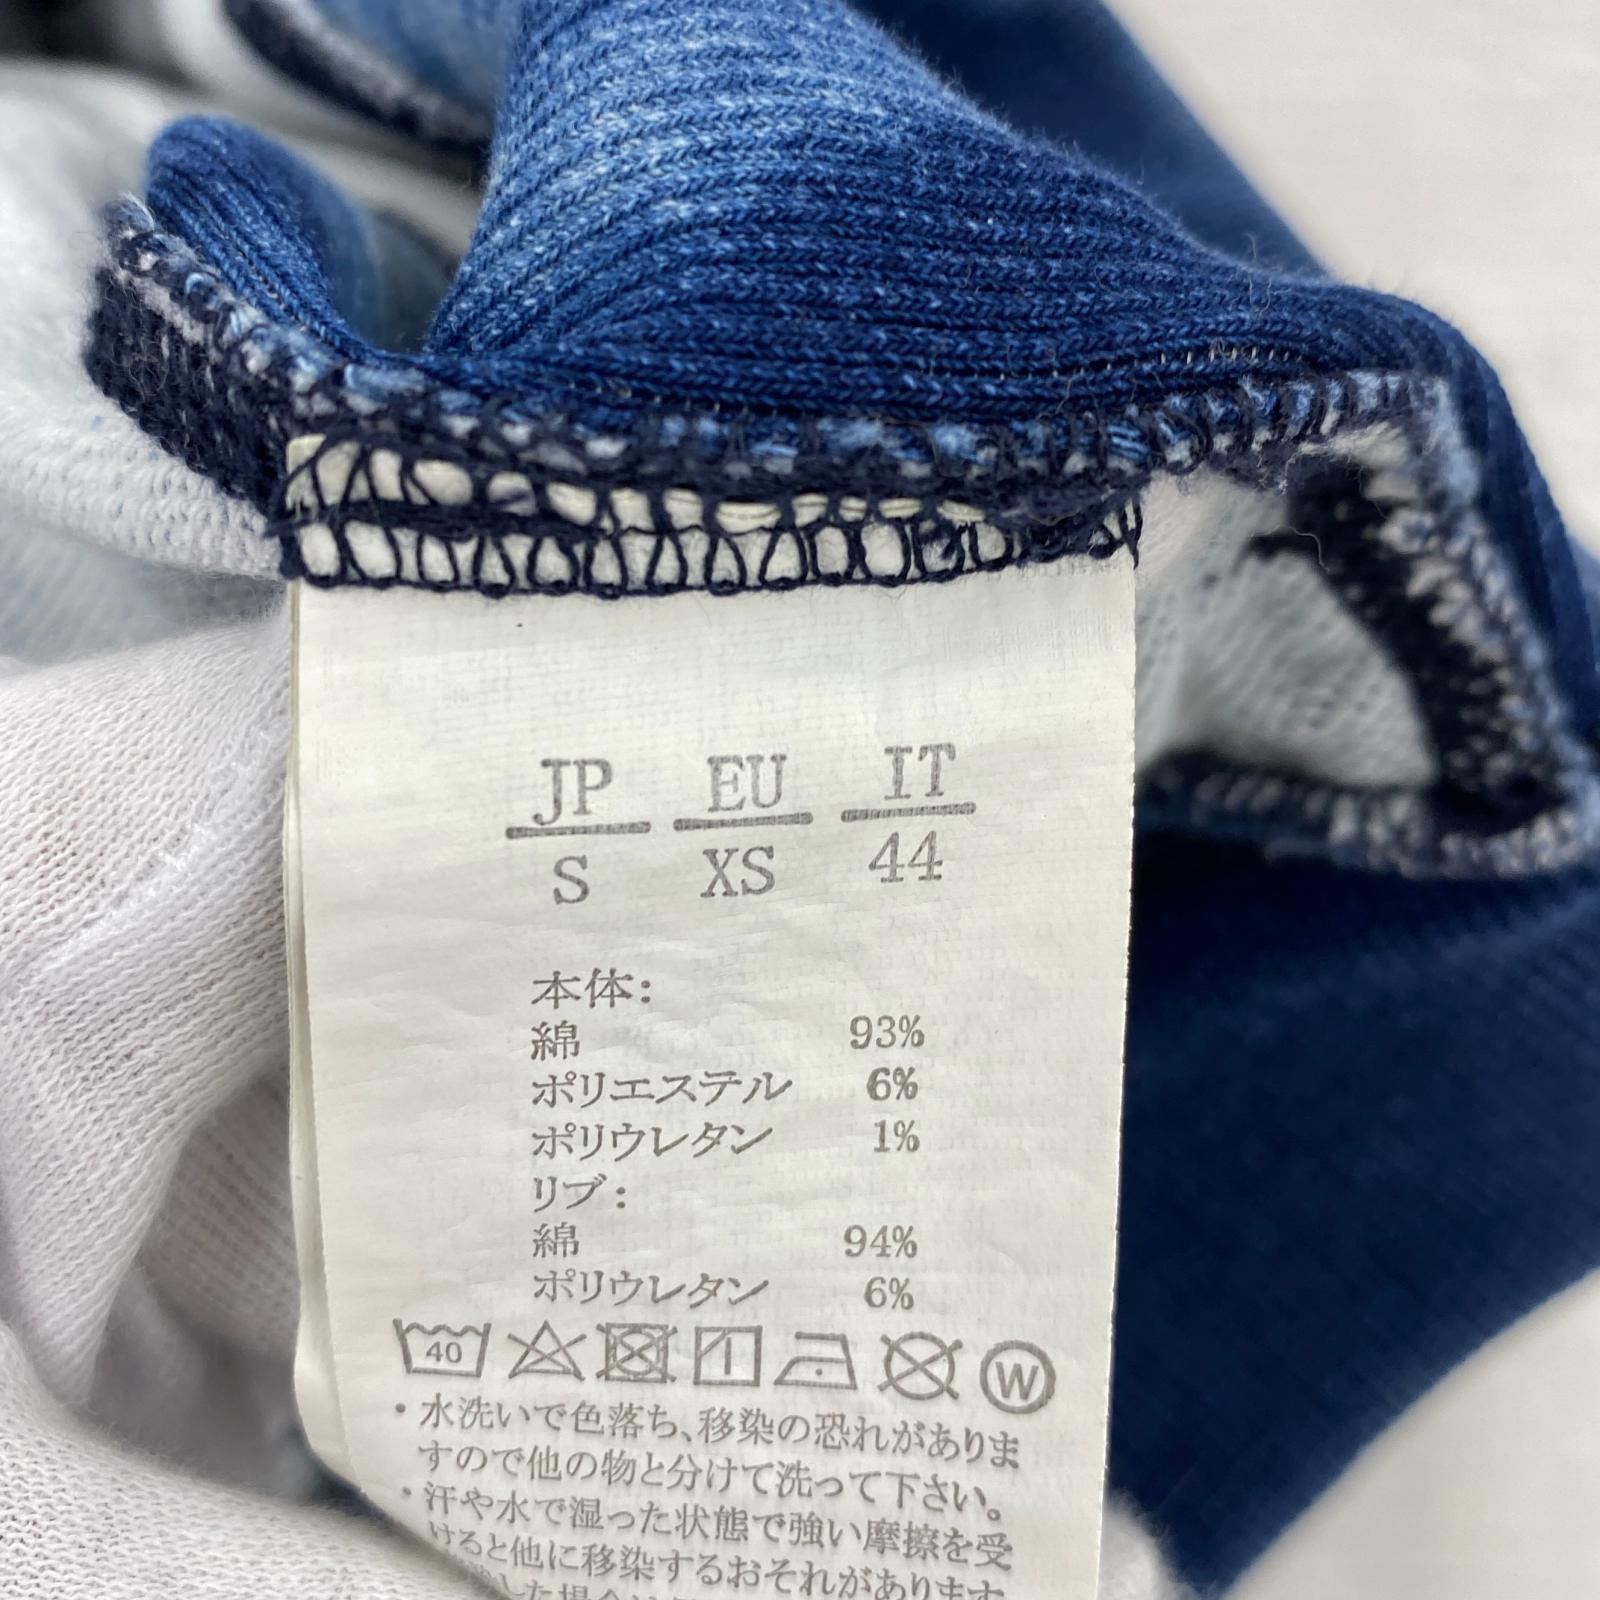 JP EU IT
S XS 44
本体:
綿 93%
ポリエステル 6%
ポリウレタン 1%
リブ:
綿 94%
ポリウレタン 6%
40 W
・水洗いで色落ち、移染の恐れがありま
すので他の物と分けて洗って下さい。
・汗や水で湿った状態で強い摩擦を受
けると他に移染するおそれがあります
した場合